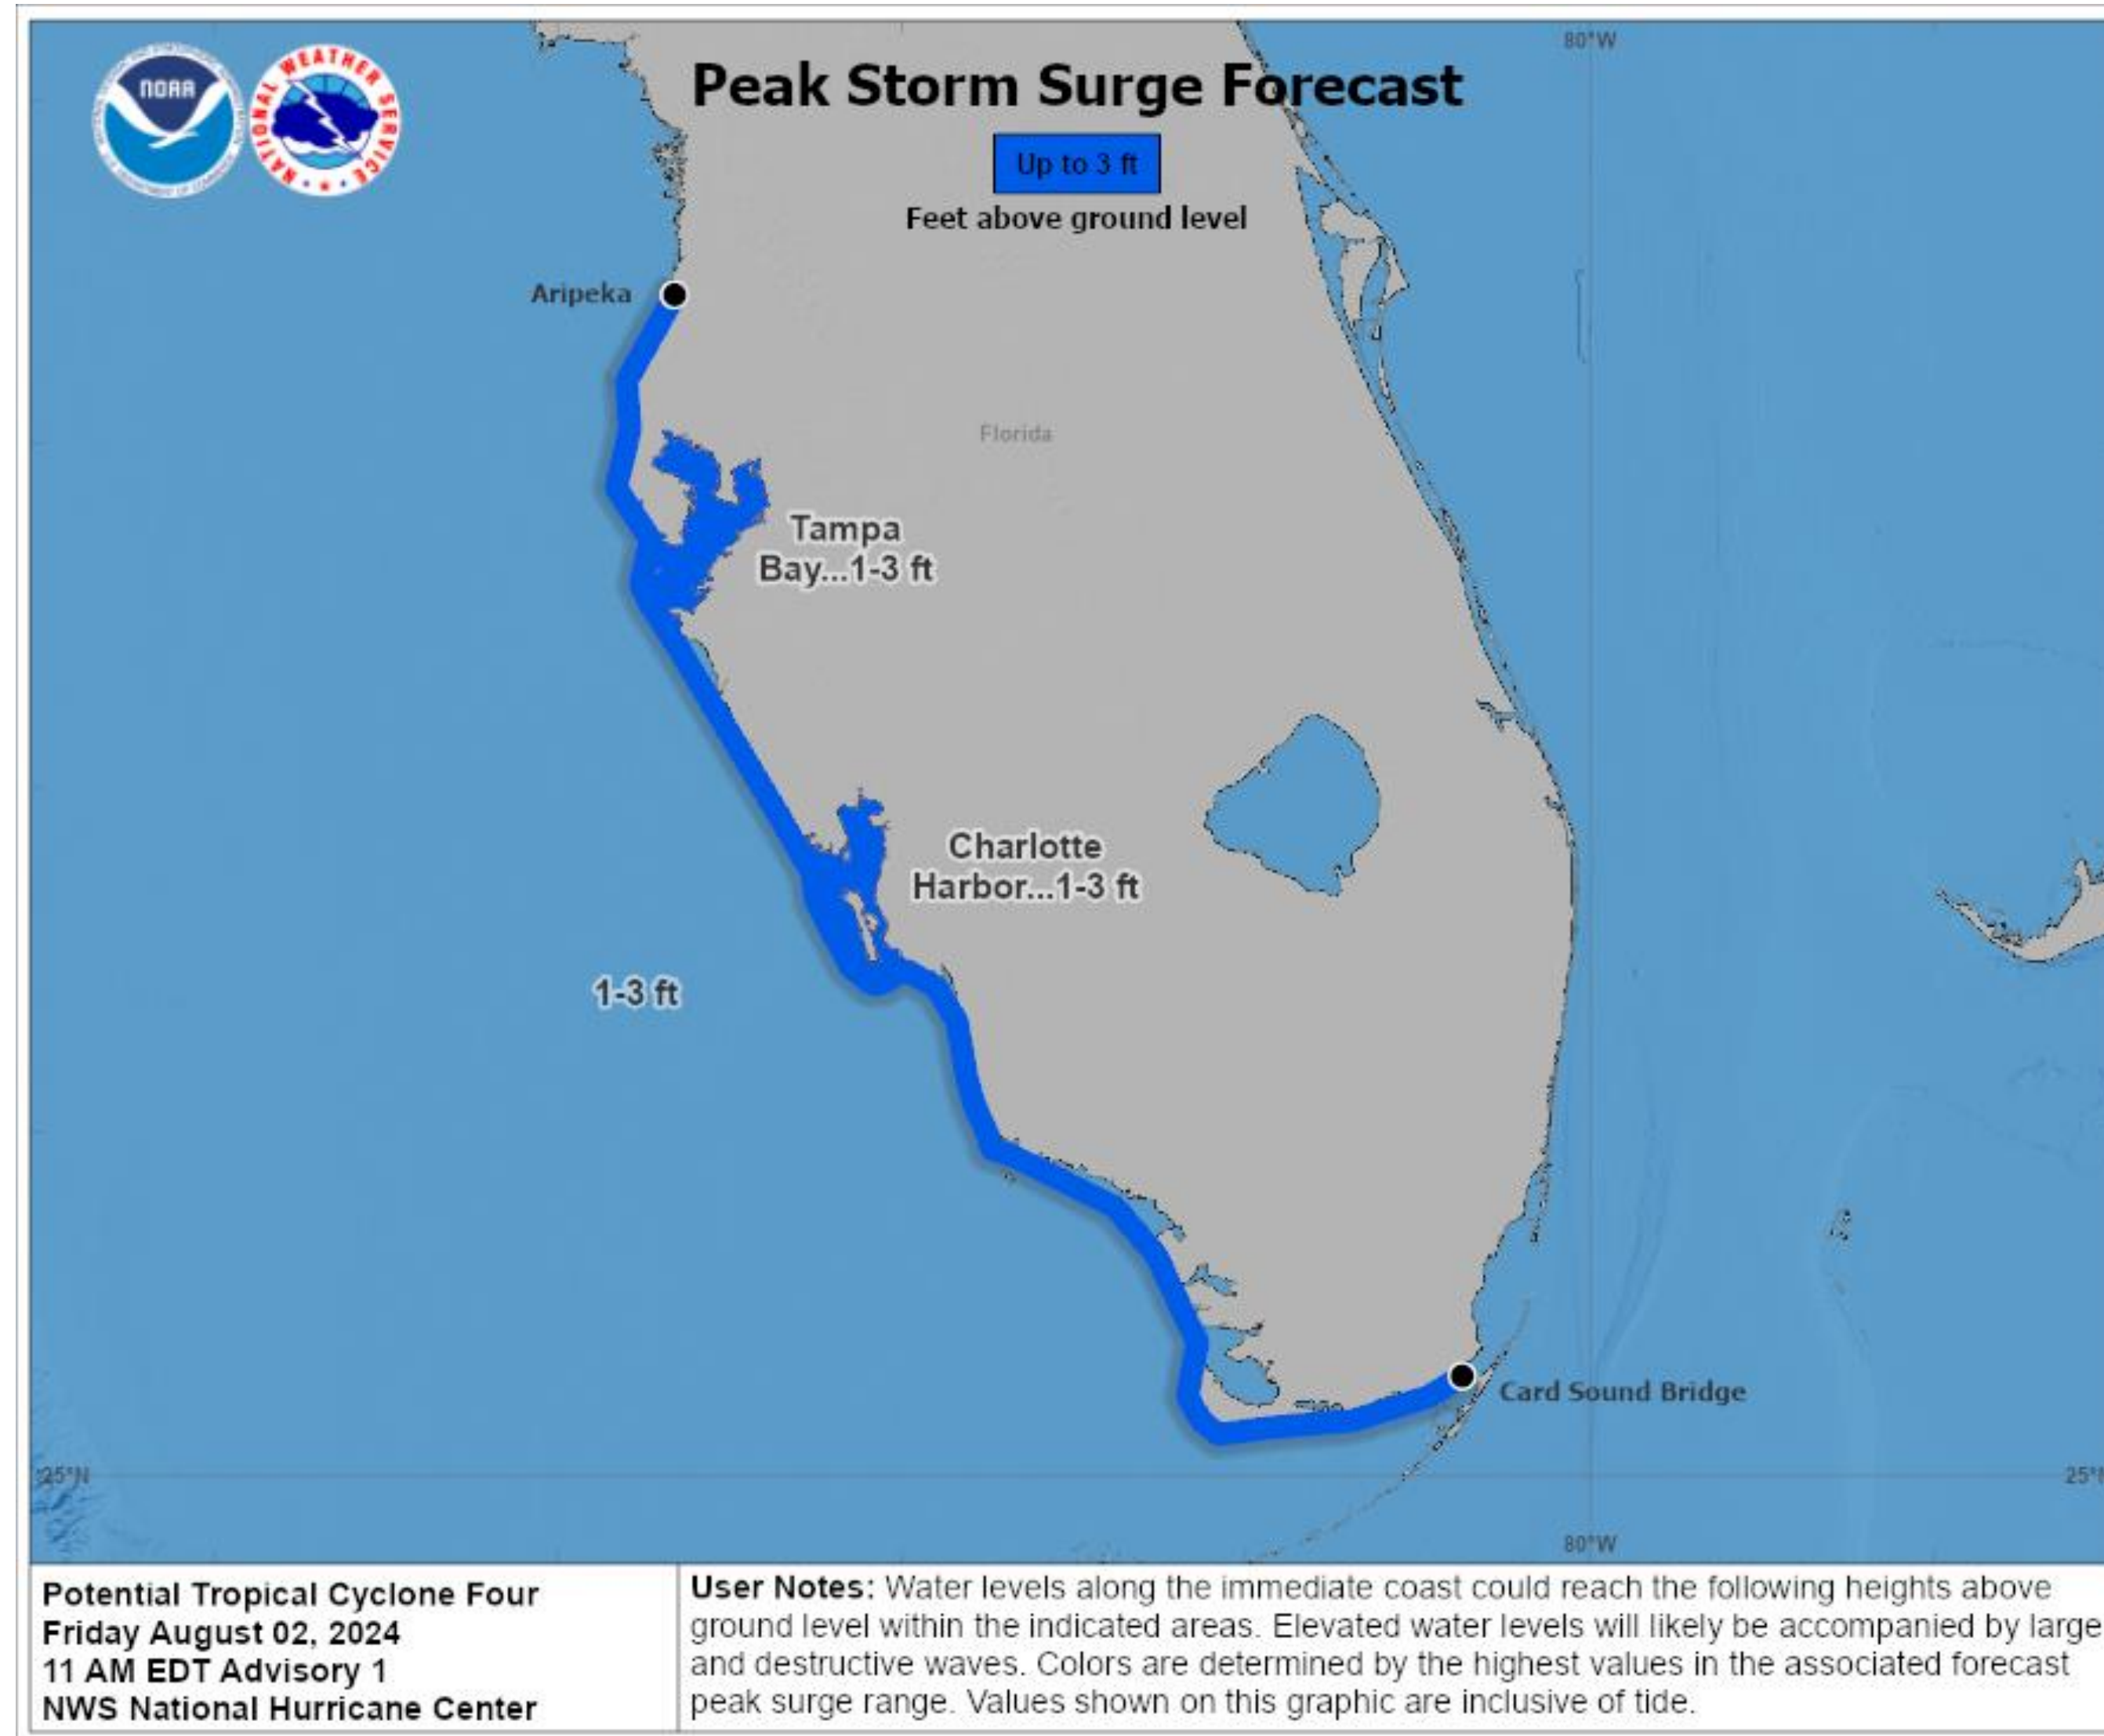 80°W
NOAA
NATIONAL WEATHER SERVICE
Peak Storm Surge Forecast
Up to 3 ft
Feet above ground level
Aripeka
Florida
Tampa
Bay...1-3 ft
Charlotte
Harbor...1-3 ft
1-3 ft
Card Sound Bridge
25°N
25°
80°W
Potential Tropical Cyclone Four
Friday August 02, 2024
11 AM EDT Advisory 1
NWS National Hurricane Center
User Notes: Water levels along the immediate coast could reach the following heights above
ground level within the indicated areas. Elevated water levels will likely be accompanied by large
and destructive waves. Colors are determined by the highest values in the associated forecast
peak surge range. Values shown on this graphic are inclusive of tide.